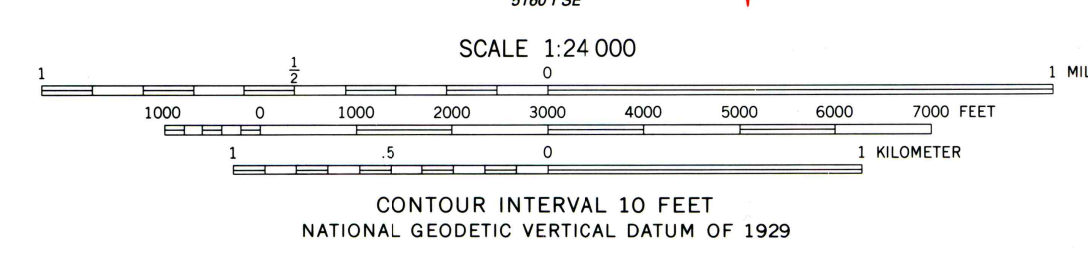 SCALE 1:24 000
1 1/2 0 1
1000 0 1000 2000 3000 4000 5000 6000 7000 FEET
1 .5 0 1 KILOMETER
CONTOUR INTERVAL 10 FEET
NATIONAL GEODETIC VERTICAL DATUM OF 1929